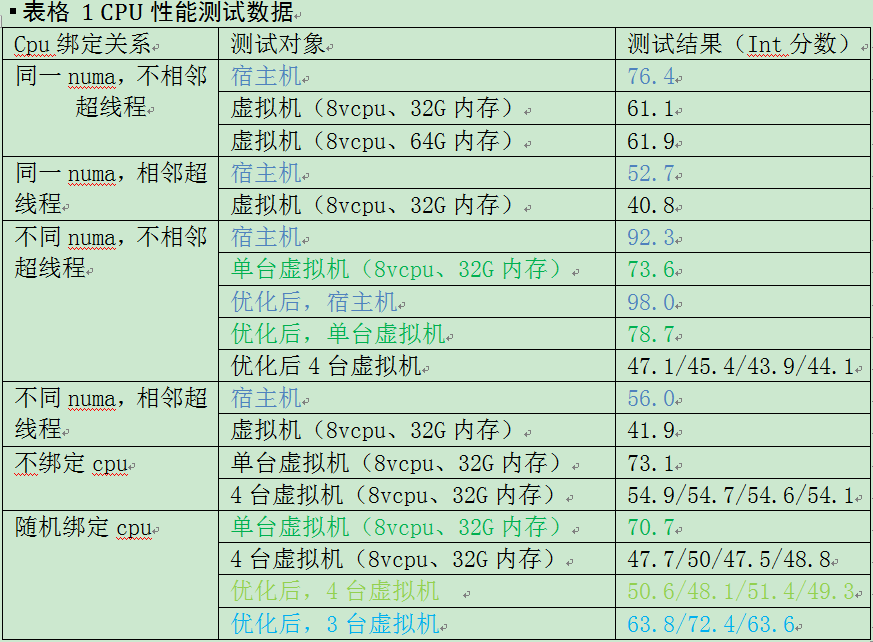 ▪表格 1 CPU 性能测试数据
Cpu 绑定关系 测试对象 测试结果（Int 分数）
同一 numa，不相邻 宿主机 76.4
超线程 虚拟机（8vcpu、32G 内存） 61.1
虚拟机（8vcpu、64G 内存） 61.9
同一 numa，相邻超 宿主机 52.7
线程 虚拟机（8vcpu、32G 内存） 40.8
不同 numa，不相邻 宿主机 92.3
超线程 单台虚拟机（8vcpu、32G 内存） 73.6
优化后，宿主机 98.0
优化后，单台虚拟机 78.7
优化后 4 台虚拟机 47.1/45.4/43.9/44.1
不同 numa，相邻超 宿主机 56.0
线程 虚拟机（8vcpu、32G 内存） 41.9
不绑定 cpu 单台虚拟机（8vcpu、32G 内存） 73.1
4 台虚拟机（8vcpu、32G 内存） 54.9/54.7/54.6/54.1
随机绑定 cpu 单台虚拟机（8vcpu、32G 内存） 70.7
4 台虚拟机（8vcpu、32G 内存） 47.7/50/47.5/48.8
优化后，4 台虚拟机 50.6/48.1/51.4/49.3
优化后，3 台虚拟机 63.8/72.4/63.6